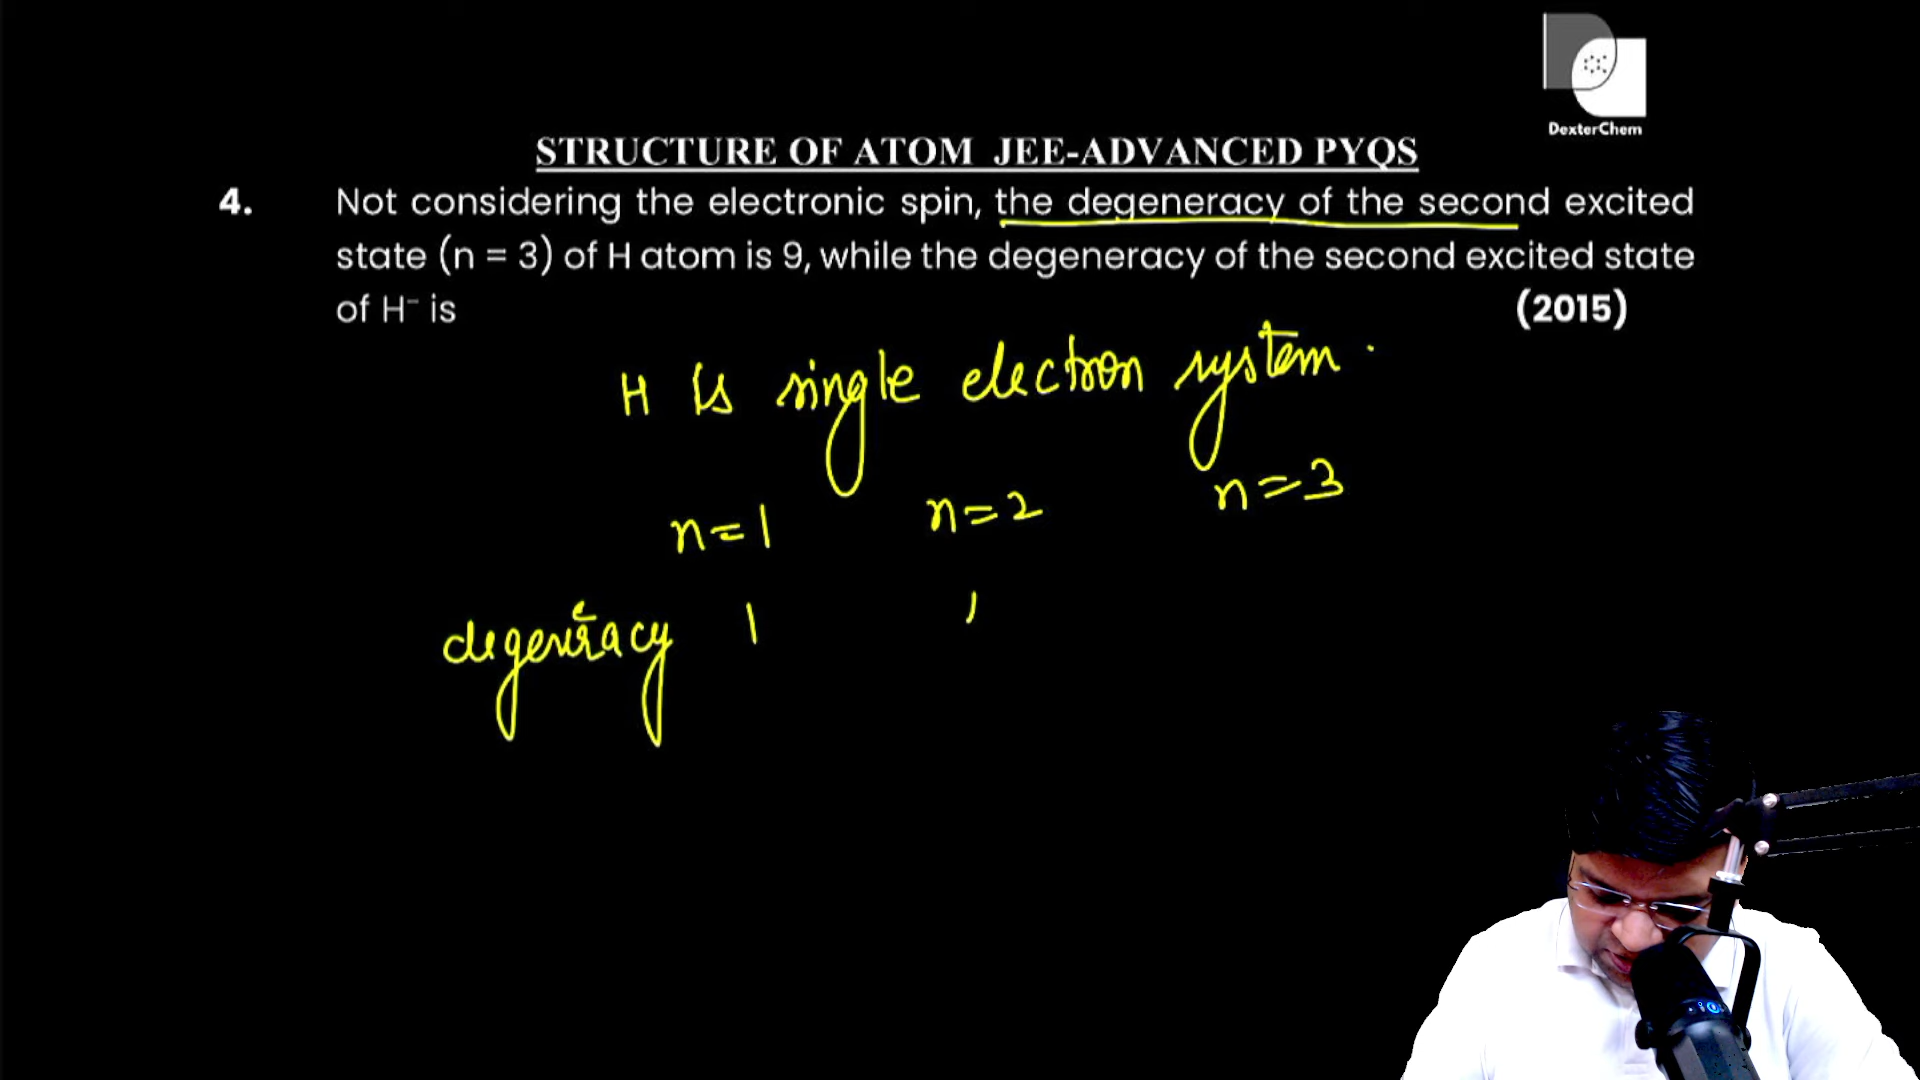 DexterChem
STRUCTURE OF ATOM JEE-ADVANCED PYQS
4. Not considering the electronic spin, the degeneracy of the second excited
state (n = 3) of H atom is 9, while the degeneracy of the second excited state
of H⁻ is (2015)
H is single electron system.
n=1 n=2 n=3
degeneracy 1 1